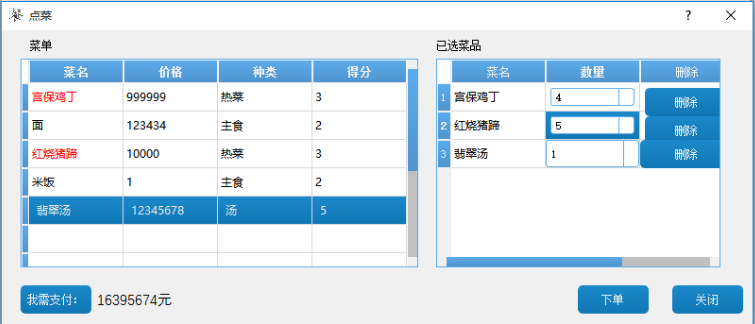 点菜 ?
菜单 已选菜品
菜名 价格 种类 得分 菜名 数量 删除
宫保鸡丁 999999 热菜 3 1 宫保鸡丁 4 删除
面 123434 主食 2 2 红烧猪蹄 5 删除
红烧猪蹄 10000 热菜 3 3 翡翠汤 1 删除
米饭 1 主食 2
翡翠汤 12345678 汤 5
我需支付： 16395674元 下单 关闭